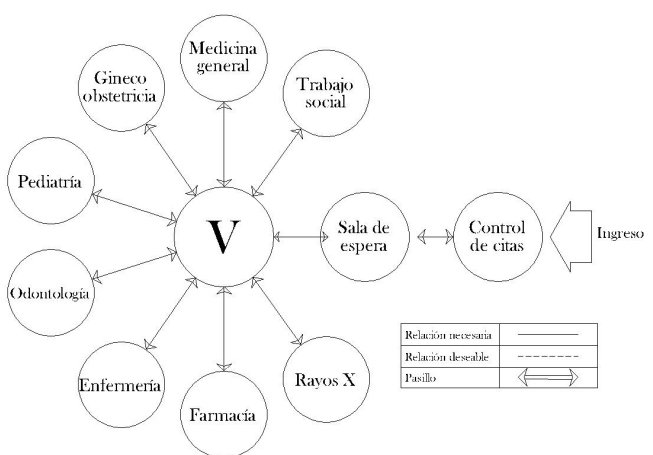 Medicina
general
Gineco
obstetricia
Trabajo
social
Pediatría
V
Sala de
espera
Control
de citas
Ingreso
Odontología
Enfermería
Farmacía
Rayos X
Relación necesaria
Relación deseable
Pasillo